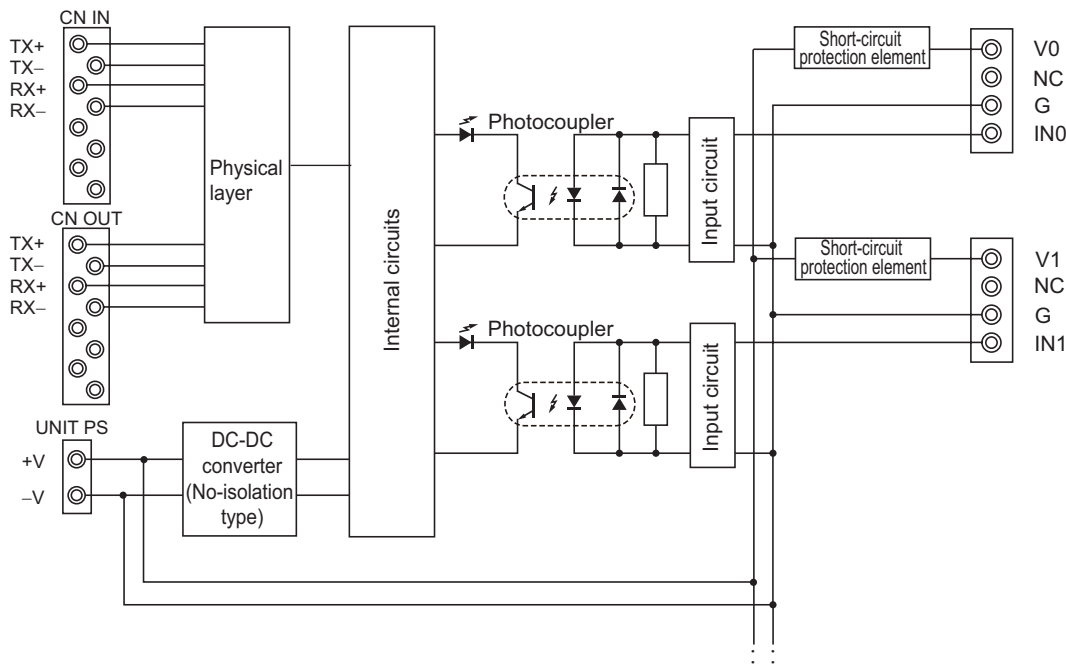 CN IN
TX+
TX−
RX+
RX−
CN OUT
TX+
TX−
RX+
RX−
UNIT PS
+V
−V
Physical
layer
DC-DC
converter
(No-isolation
type)
Internal circuits
Photocoupler
Input circuit
Photocoupler
Input circuit
Short-circuit
protection element
V0
NC
G
IN0
Short-circuit
protection element
V1
NC
G
IN1